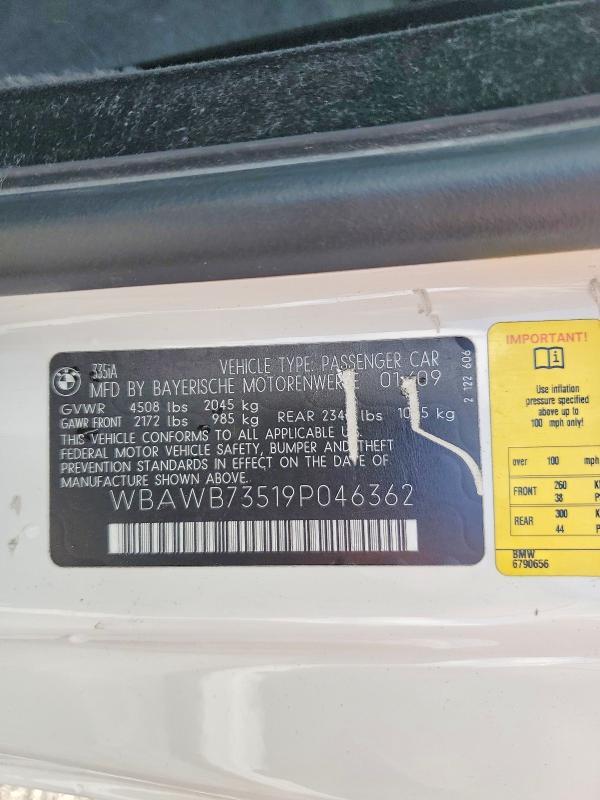 BMW
335iA
VEHICLE TYPE: PASSENGER CAR
MFD BY BAYERISCHE MOTORENWERKE 01/09
GVWR 4508 lbs 2045 kg
GAWR FRONT 2172 lbs 985 kg REAR lbs kg
THIS VEHICLE CONFORMS TO ALL APPLICABLE U.S.
FEDERAL MOTOR VEHICLE SAFETY, BUMPER AND THEFT
PREVENTION STANDARDS IN EFFECT ON THE DATE OF
MANUFACTURE SHOWN ABOVE.
WBAWB73519P046362
2 122 606
IMPORTANT!
i
Use inflation
pressure specified
above up to
100 mph only!
over 100 mph
FRONT 260
38
REAR 300
44
BMW
6790656